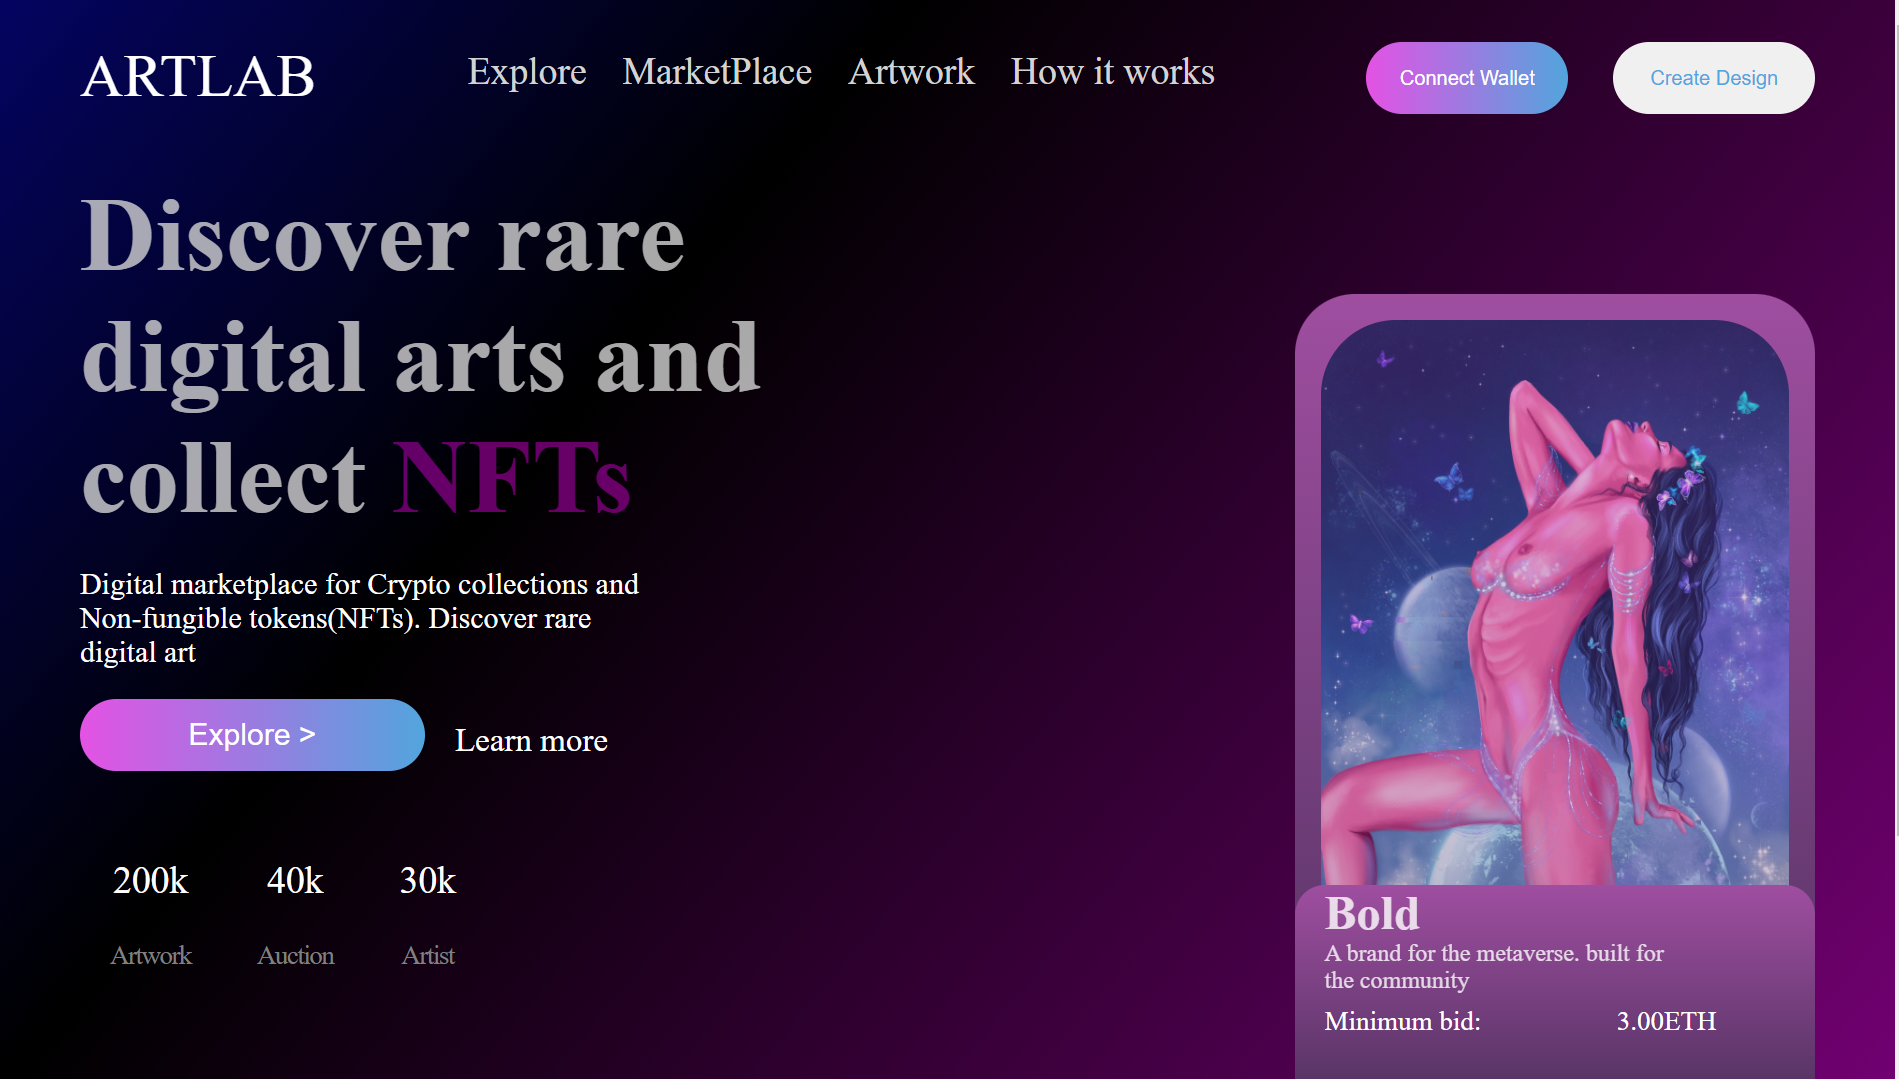 ARTLAB
Explore MarketPlace Artwork How it works
Connect Wallet
Create Design
Discover rare
digital arts and
collect NFTs
Digital marketplace for Crypto collections and
Non-fungible tokens(NFTs). Discover rare
digital art
Explore >
Learn more
200k 40k 30k
Artwork Auction Artist
Bold
A brand for the metaverse. built for
the community
Minimum bid: 3.00ETH